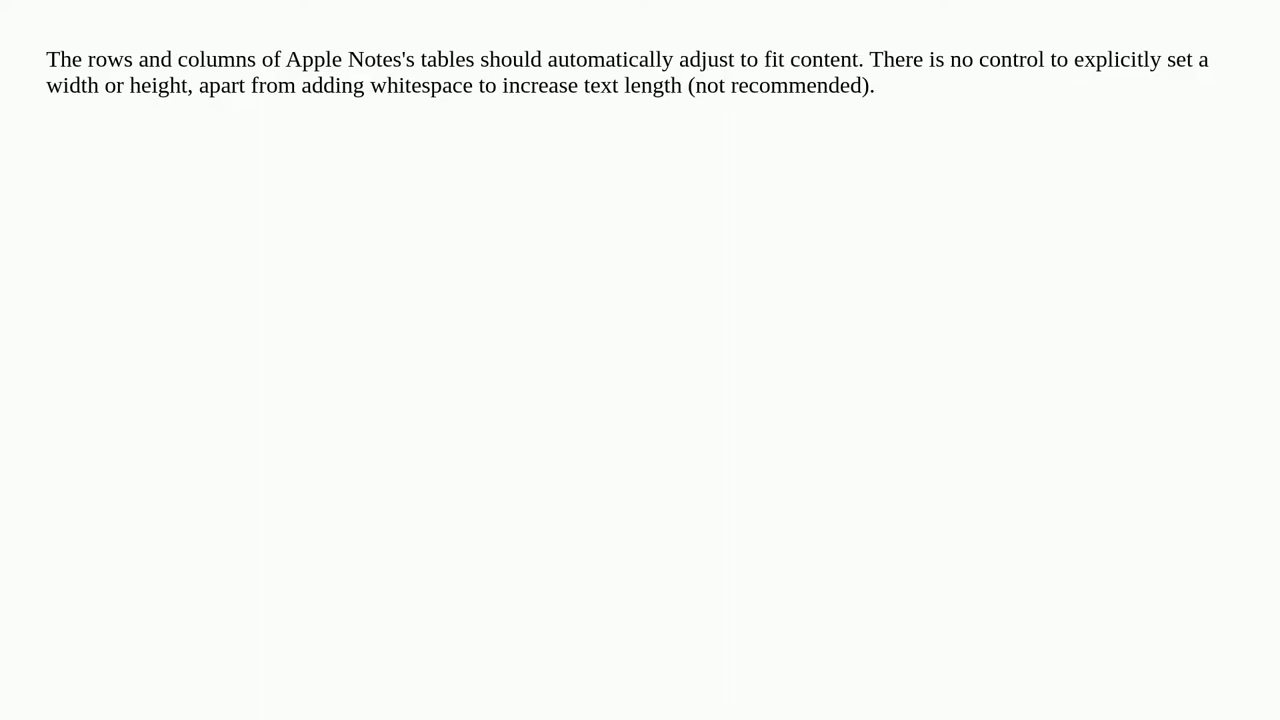 The rows and columns of Apple Notes's tables should automatically adjust to fit content. There is no control to explicitly set a
width or height, apart from adding whitespace to increase text length (not recommended).